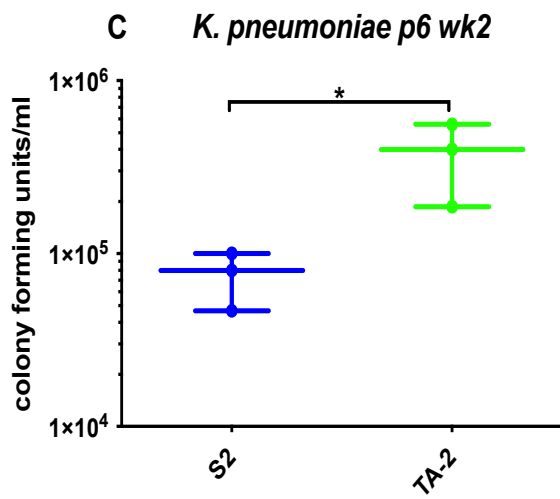 C K. pneumoniae p6 wk2
1×10⁶
*
1×10⁵
1×10⁴
colony forming units/ml
S2
TA-2